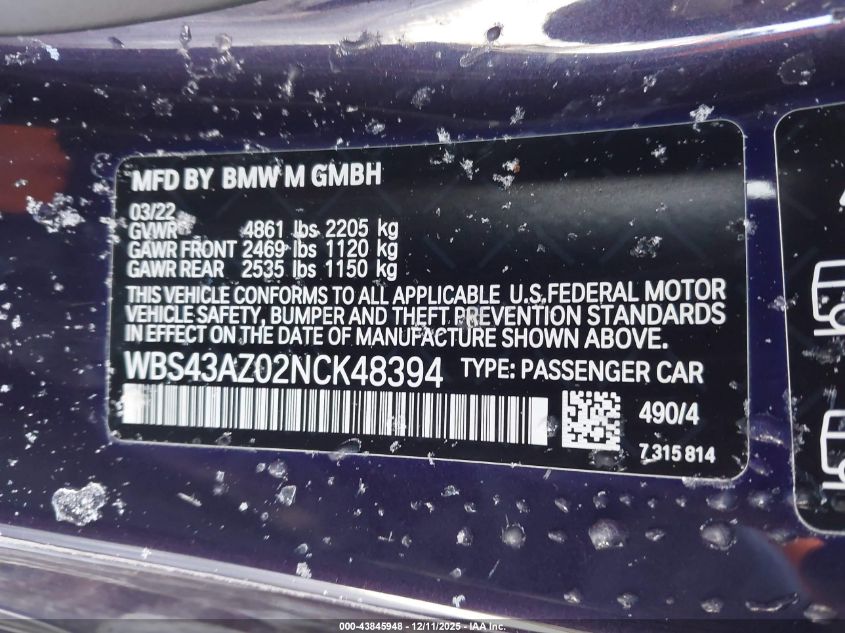 MFD BY BMW M GMBH
03/22
GVWR 4861 lbs 2205 kg
GAWR FRONT 2469 lbs 1120 kg
GAWR REAR 2535 lbs 1150 kg
THIS VEHICLE CONFORMS TO ALL APPLICABLE U.S.FEDERAL MOTOR
VEHICLE SAFETY, BUMPER AND THEFT PREVENTION STANDARDS
IN EFFECT ON THE DATE OF MANUFACTURE SHOWN ABOVE.
WBS43AZ02NCK48394 TYPE: PASSENGER CAR
490/4
7 315 814
000-43845948 - 12/11/2025 - IAA Inc.